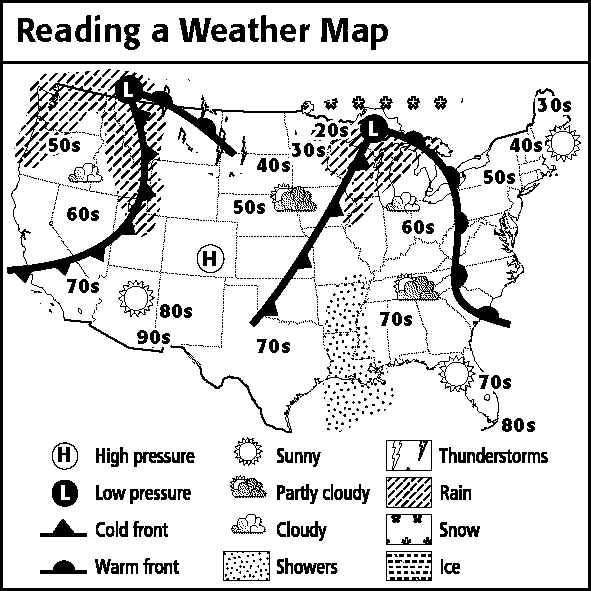 Reading a Weather Map
L
30s
20s L
50s
30s
40s
40s
50s
50s
60s
60s
H
70s
80s
90s
70s
70s
70s
80s
H High pressure
Sunny
Thunderstorms
L Low pressure
Partly cloudy
Rain
Cold front
Cloudy
Snow
Warm front
Showers
Ice